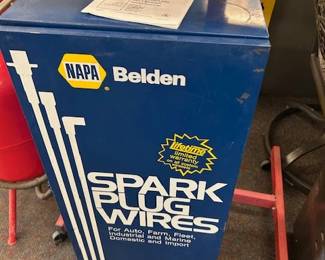 NAPA Belden
lifetime
limited
warranty
SPARK
PLUG
WIRES
For Auto, Farm, Fleet,
Industrial and Marine
Domestic and Import